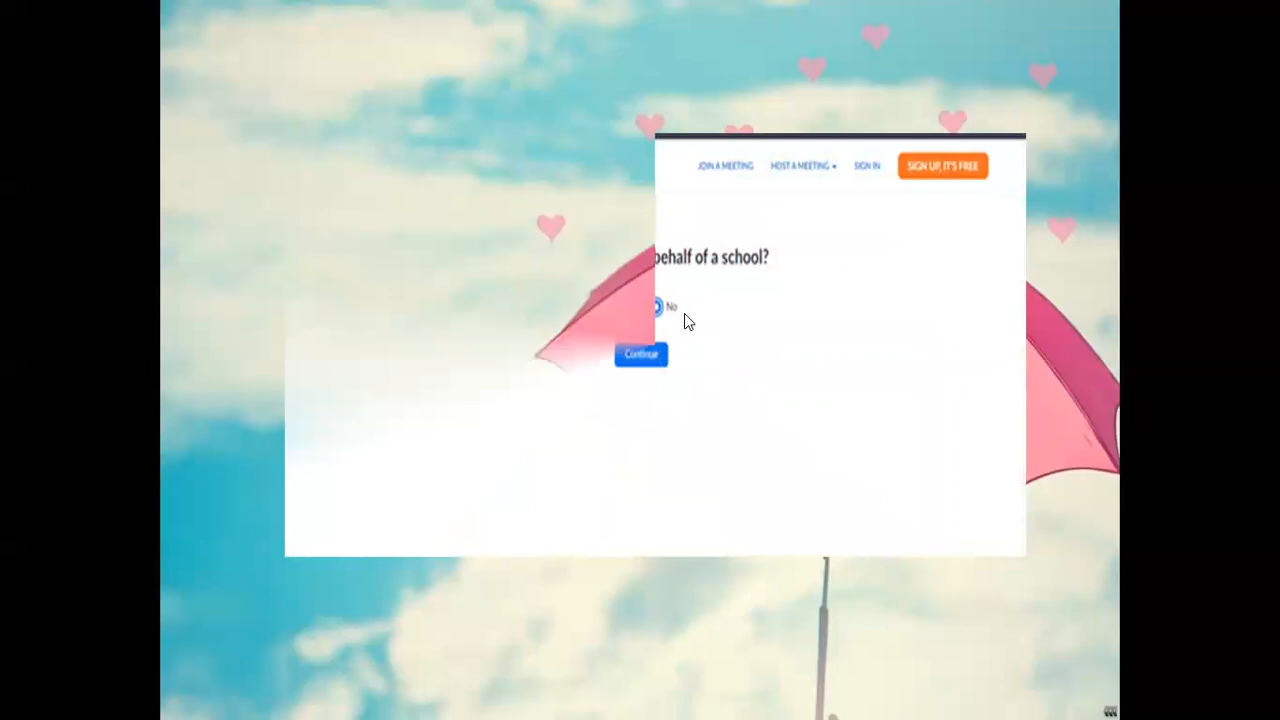 JOIN A MEETING HOST A MEETING SIGN IN SIGN UP, IT'S FREE
behalf of a school?
No
Continue